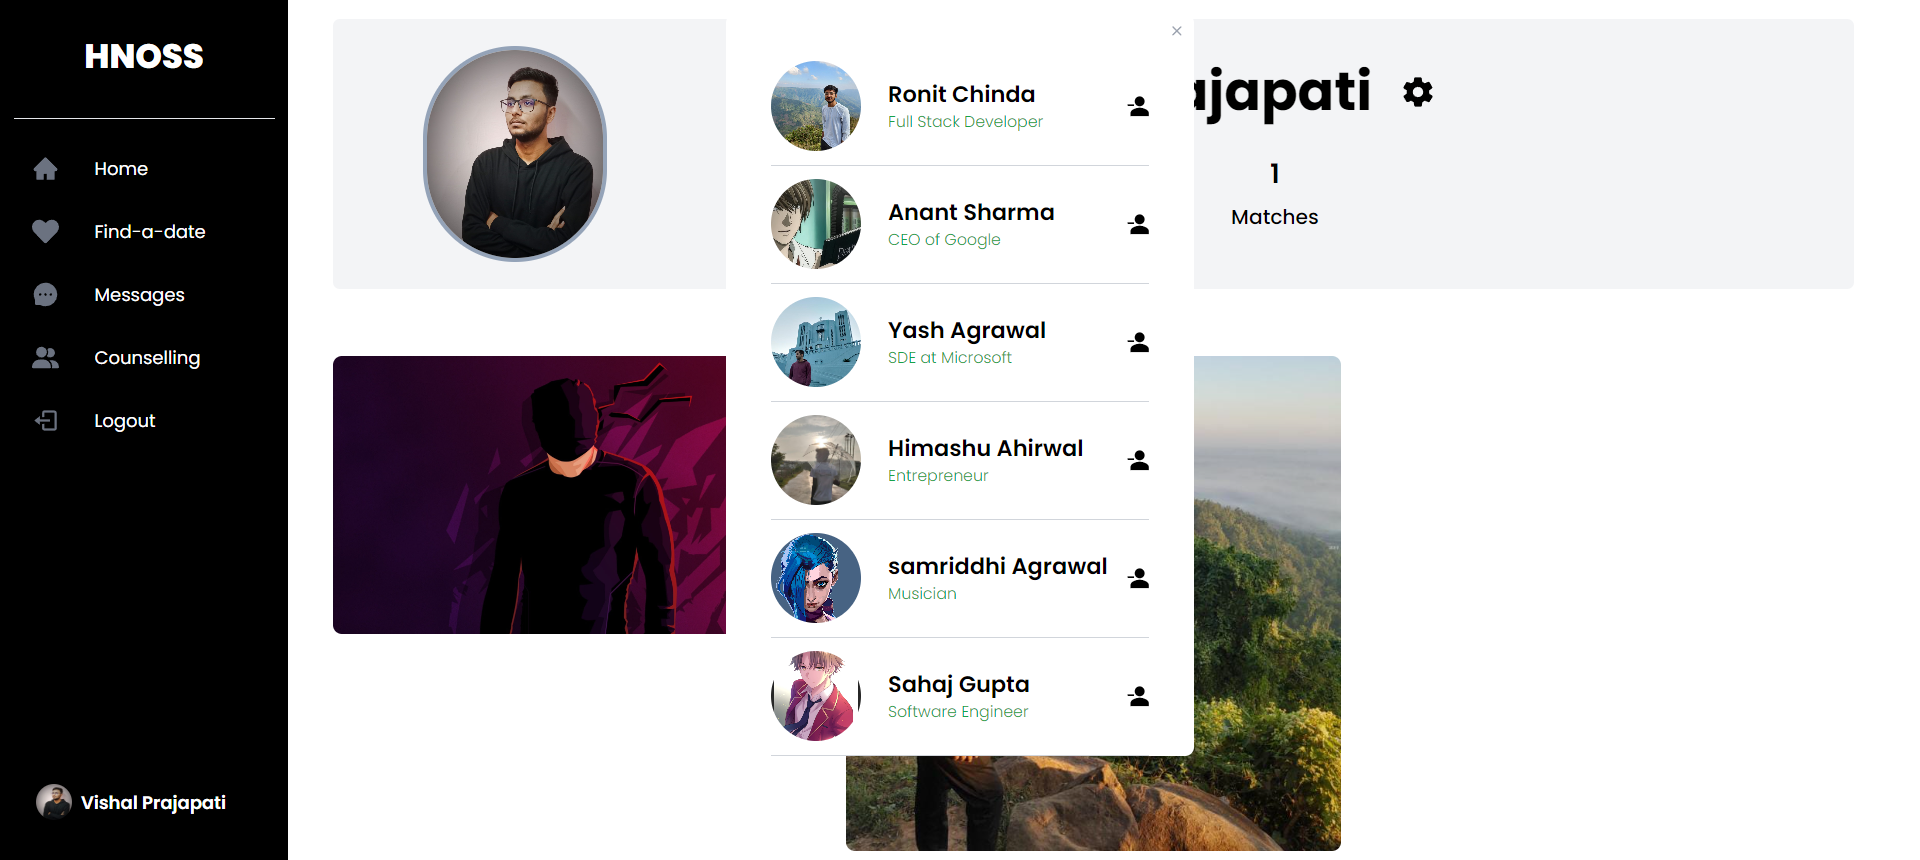 HNOSS
Home
Find-a-date
Messages
Counselling
Logout
Vishal Prajapati
×
Ronit Chinda
Full Stack Developer
Anant Sharma
CEO of Google
Yash Agrawal
SDE at Microsoft
Himashu Ahirwal
Entrepreneur
samriddhi Agrawal
Musician
Sahaj Gupta
Software Engineer
ajapati
1
Matches